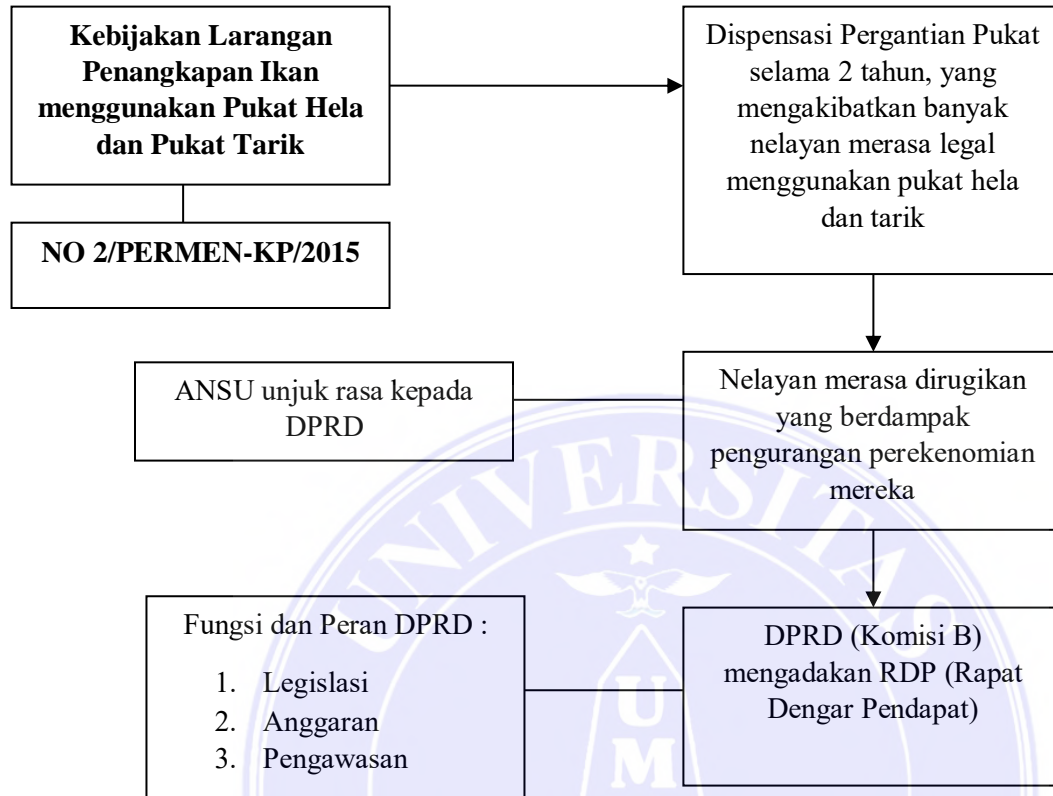 Kebijakan Larangan
Penangkapan Ikan
menggunakan Pukat Hela
dan Pukat Tarik
NO 2/PERMEN-KP/2015
Dispensasi Pergantian Pukat
selama 2 tahun, yang
mengakibatkan banyak
nelayan merasa legal
menggunakan pukat hela
dan tarik
ANSU unjuk rasa kepada
DPRD
Nelayan merasa dirugikan
yang berdampak
pengurangan perekenomian
mereka
Fungsi dan Peran DPRD :
1. Legislasi
2. Anggaran
3. Pengawasan
DPRD (Komisi B)
mengadakan RDP (Rapat
Dengar Pendapat)
UNIVERSITAS
U
M